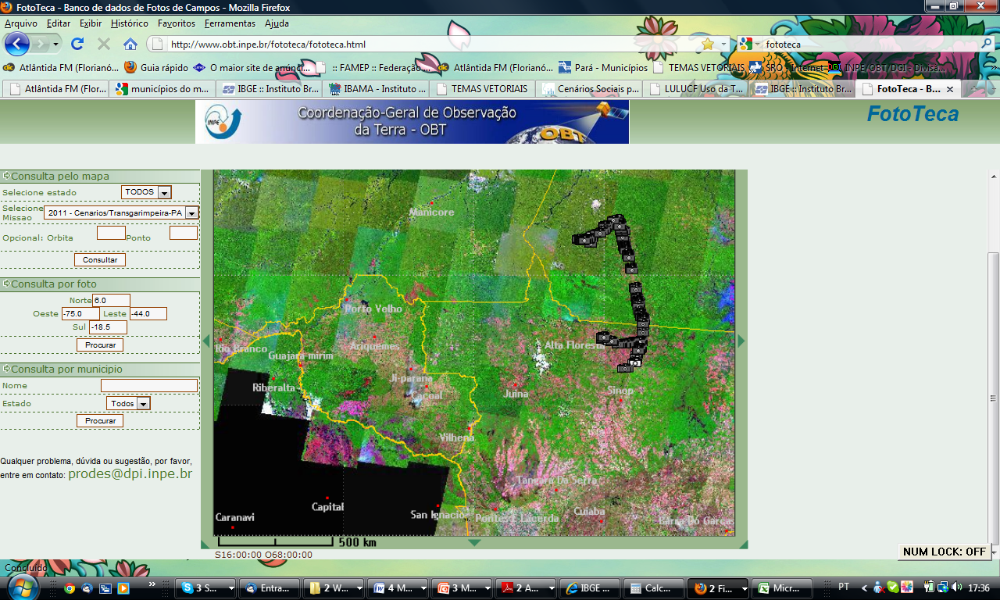 FotoTeca - Banco de dados de Fotos de Campos - Mozilla Firefox
Arquivo Editar Exibir Histórico Favoritos Ferramentas Ajuda
http://www.obt.inpe.br/fototeca/fototeca.html
fototeca
Atlântida FM (Florianó... Guia rápido O maior site de anúnci... :: FAMEP :: Federação... Atlântida FM (Florianó... Pará - Municípios TEMAS VETORIAIS SRO - Internet INPE/OBT/DGI - Divisa... »
Atlântida FM (Flor... municípios do m... IBGE :: Instituto Br... IBAMA - Instituto ... TEMAS VETORIAIS Cenários Sociais p... LULUCF Uso da T... IBGE :: Instituto Br... FotoTeca - B...
INPE
Coordenação-Geral de Observação
da Terra - OBT
OBT
FotoTeca
Consulta pelo mapa
Selecione estado TODOS
Selecione
Missao 2011 - Cenarios/Transgarimpeira-PA
Opcional: Orbita Ponto
Consultar
Consulta por foto
Norte 6.0
Oeste -75.0 Leste -44.0
Sul -18.5
Procurar
Consulta por municipio
Nome
Estado Todos
Procurar
Qualquer problema, dúvida ou sugestão, por favor,
entre em contato: prodes@dpi.inpe.br
Manicore
Porto Velho
Rio Branco
Ariquemes
Alta Floresta
Guajara-mirim
Ji-parana
Riberalta
Cacoal
Juina
Sinop
Vilhena
Tangara Da Serra
Capital
San Ignacio
Pontes E Lacerda
Cuiaba
Barra Do Garcas
Caranavi
500 km
S16:00:00 O68:00:00
NUM LOCK: OFF
Concluído
» 3 S... Entra... 2 W... 4 M... 3 M... 2 A... IBGE ... Calc... 2 Fi... Micr... PT 17:36